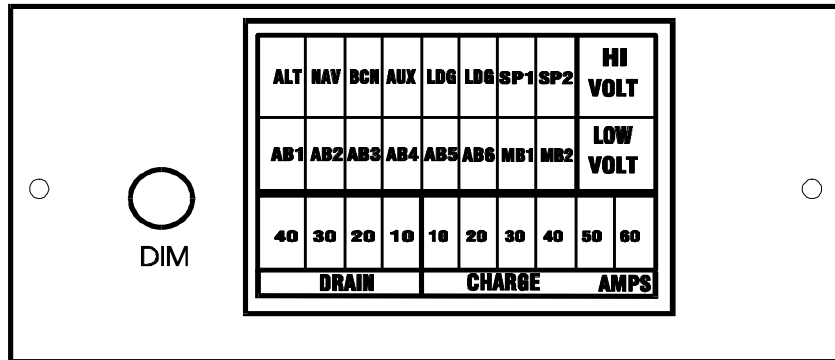 ALT NAV BCN AUX LDG LDG SP1 SP2 HI VOLT
AB1 AB2 AB3 AB4 AB5 AB6 MB1 MB2 LOW VOLT
40 30 20 10 10 20 30 40 50 60
DRAIN CHARGE AMPS
DIM